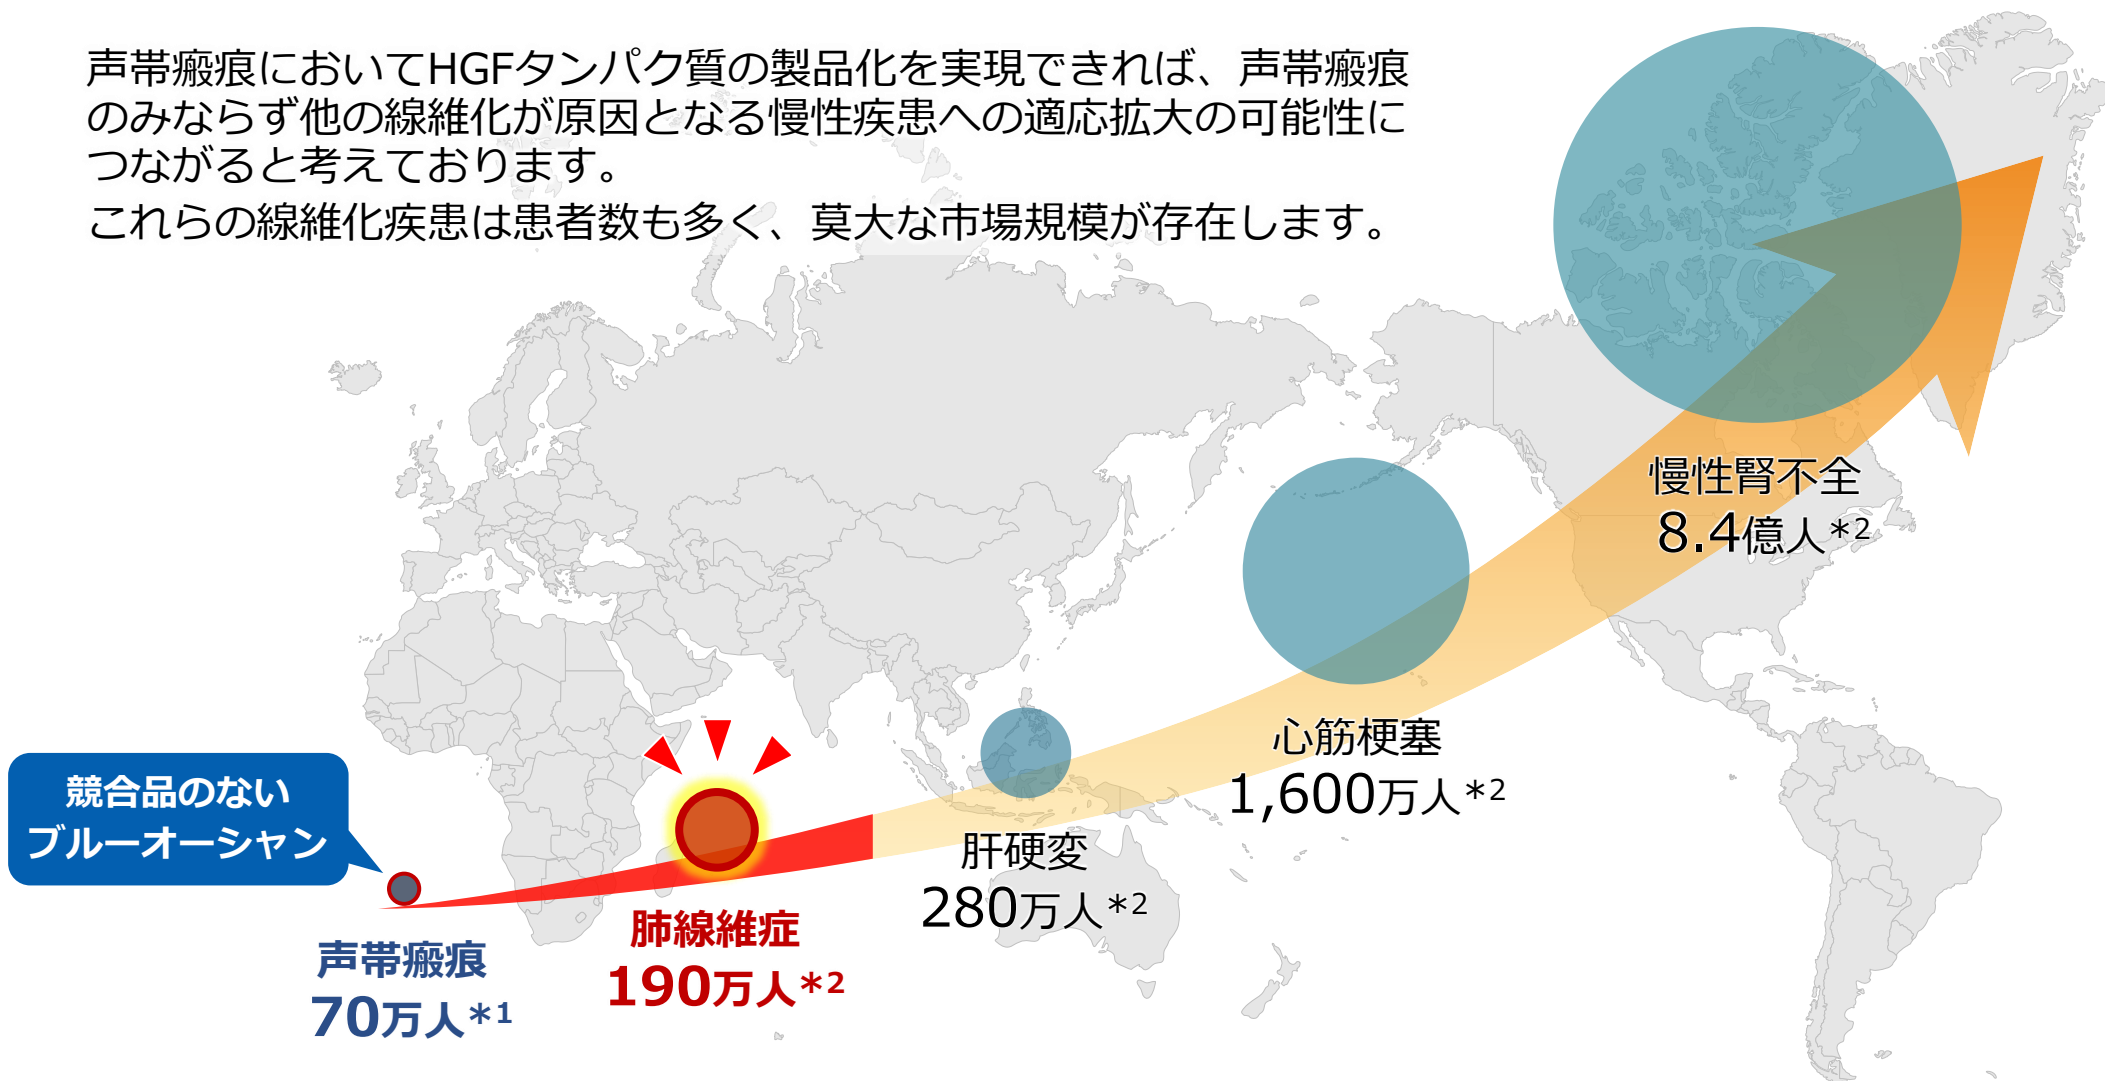 声帯瘢痕においてHGFタンパク質の製品化を実現できれば、声帯瘢痕
のみならず他の線維化が原因となる慢性疾患への適応拡大の可能性に
つながると考えております。
これらの線維化疾患は患者数も多く、莫大な市場規模が存在します。
慢性腎不全
8.4億人*2
心筋梗塞
1,600万人*2
肝硬変
280万人*2
肺線維症
190万人*2
競合品のない
ブルーオーシャン
声帯瘢痕
70万人*1